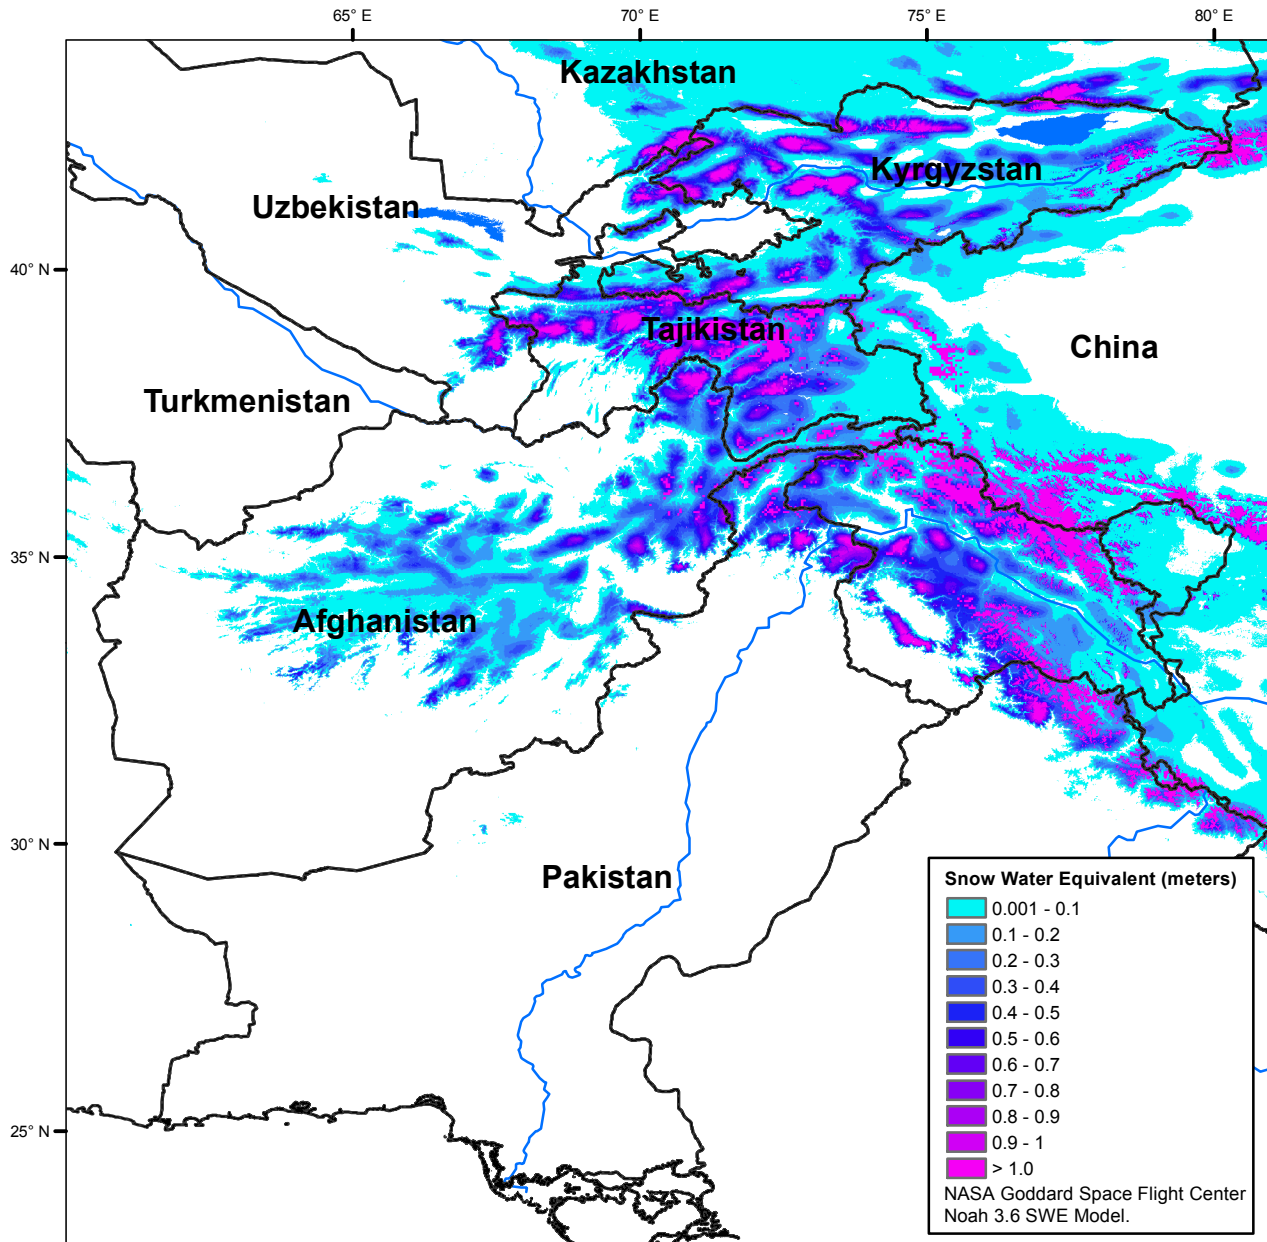 65° E
70° E
75° E
80° E
Kazakhstan
Kyrgyzstan
Uzbekistan
40° N
Tajikistan
China
Turkmenistan
35° N
Afghanistan
30° N
Pakistan
25° N
Snow Water Equivalent (meters)
0.001 - 0.1
0.1 - 0.2
0.2 - 0.3
0.3 - 0.4
0.4 - 0.5
0.5 - 0.6
0.6 - 0.7
0.7 - 0.8
0.8 - 0.9
0.9 - 1
> 1.0
NASA Goddard Space Flight Center
Noah 3.6 SWE Model.